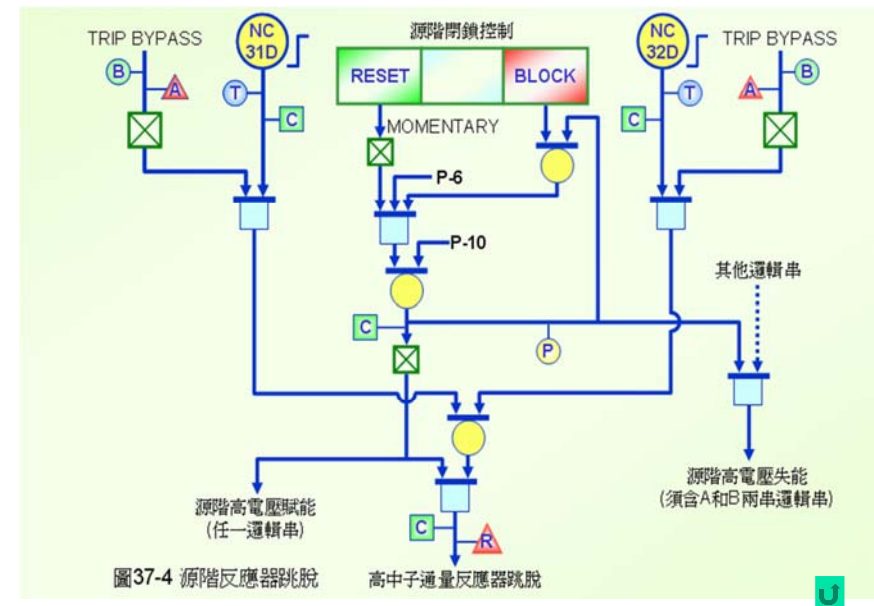 TRIP BYPASS
NC
31D
源階閉鎖控制
NC
32D
TRIP BYPASS
B
A
T
C
RESET
BLOCK
C
T
A
B
MOMENTARY
P-6
P-10
其他邏輯串
C
P
源階高電壓賦能
(任一邏輯串)
源階高電壓失能
(須含A和B兩串邏輯串)
C
R
圖37-4 源階反應器跳脫
高中子通量反應器跳脫